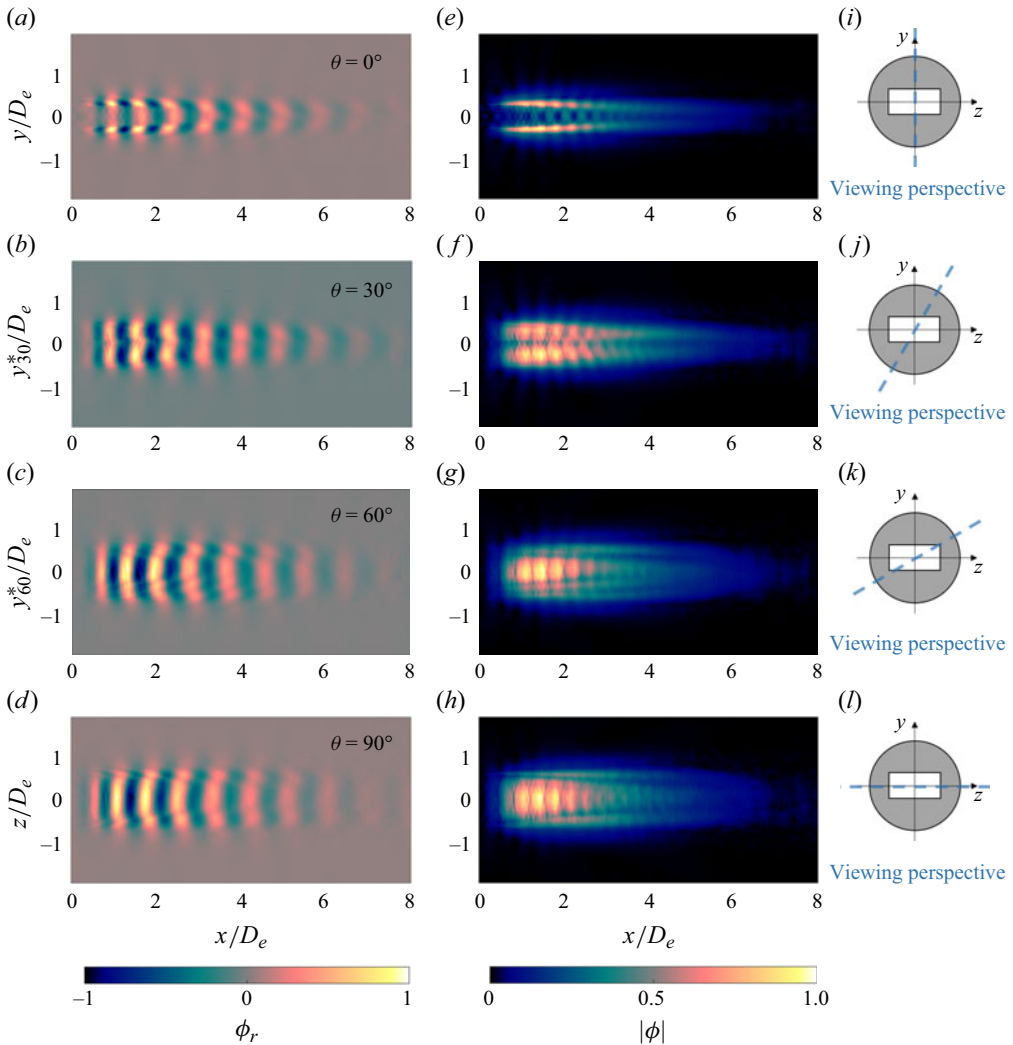 (a) (e) (i)
y/D_e 1 0 –1 θ = 0° 1 0 –1 y z
Viewing perspective
0 2 4 6 8 0 2 4 6 8
(b) (f) (j)
y*_30/D_e 1 0 –1 θ = 30° 1 0 –1 y z
Viewing perspective
0 2 4 6 8 0 2 4 6 8
(c) (g) (k)
y*_60/D_e 1 0 –1 θ = 60° 1 0 –1 y z
Viewing perspective
0 2 4 6 8 0 2 4 6 8
(d) (h) (l)
z/D_e 1 0 –1 θ = 90° 1 0 –1 y z
Viewing perspective
0 2 4 6 8 0 2 4 6 8
x/D_e x/D_e
–1 0 1 0 0.5 1.0
ϕ_r |ϕ|